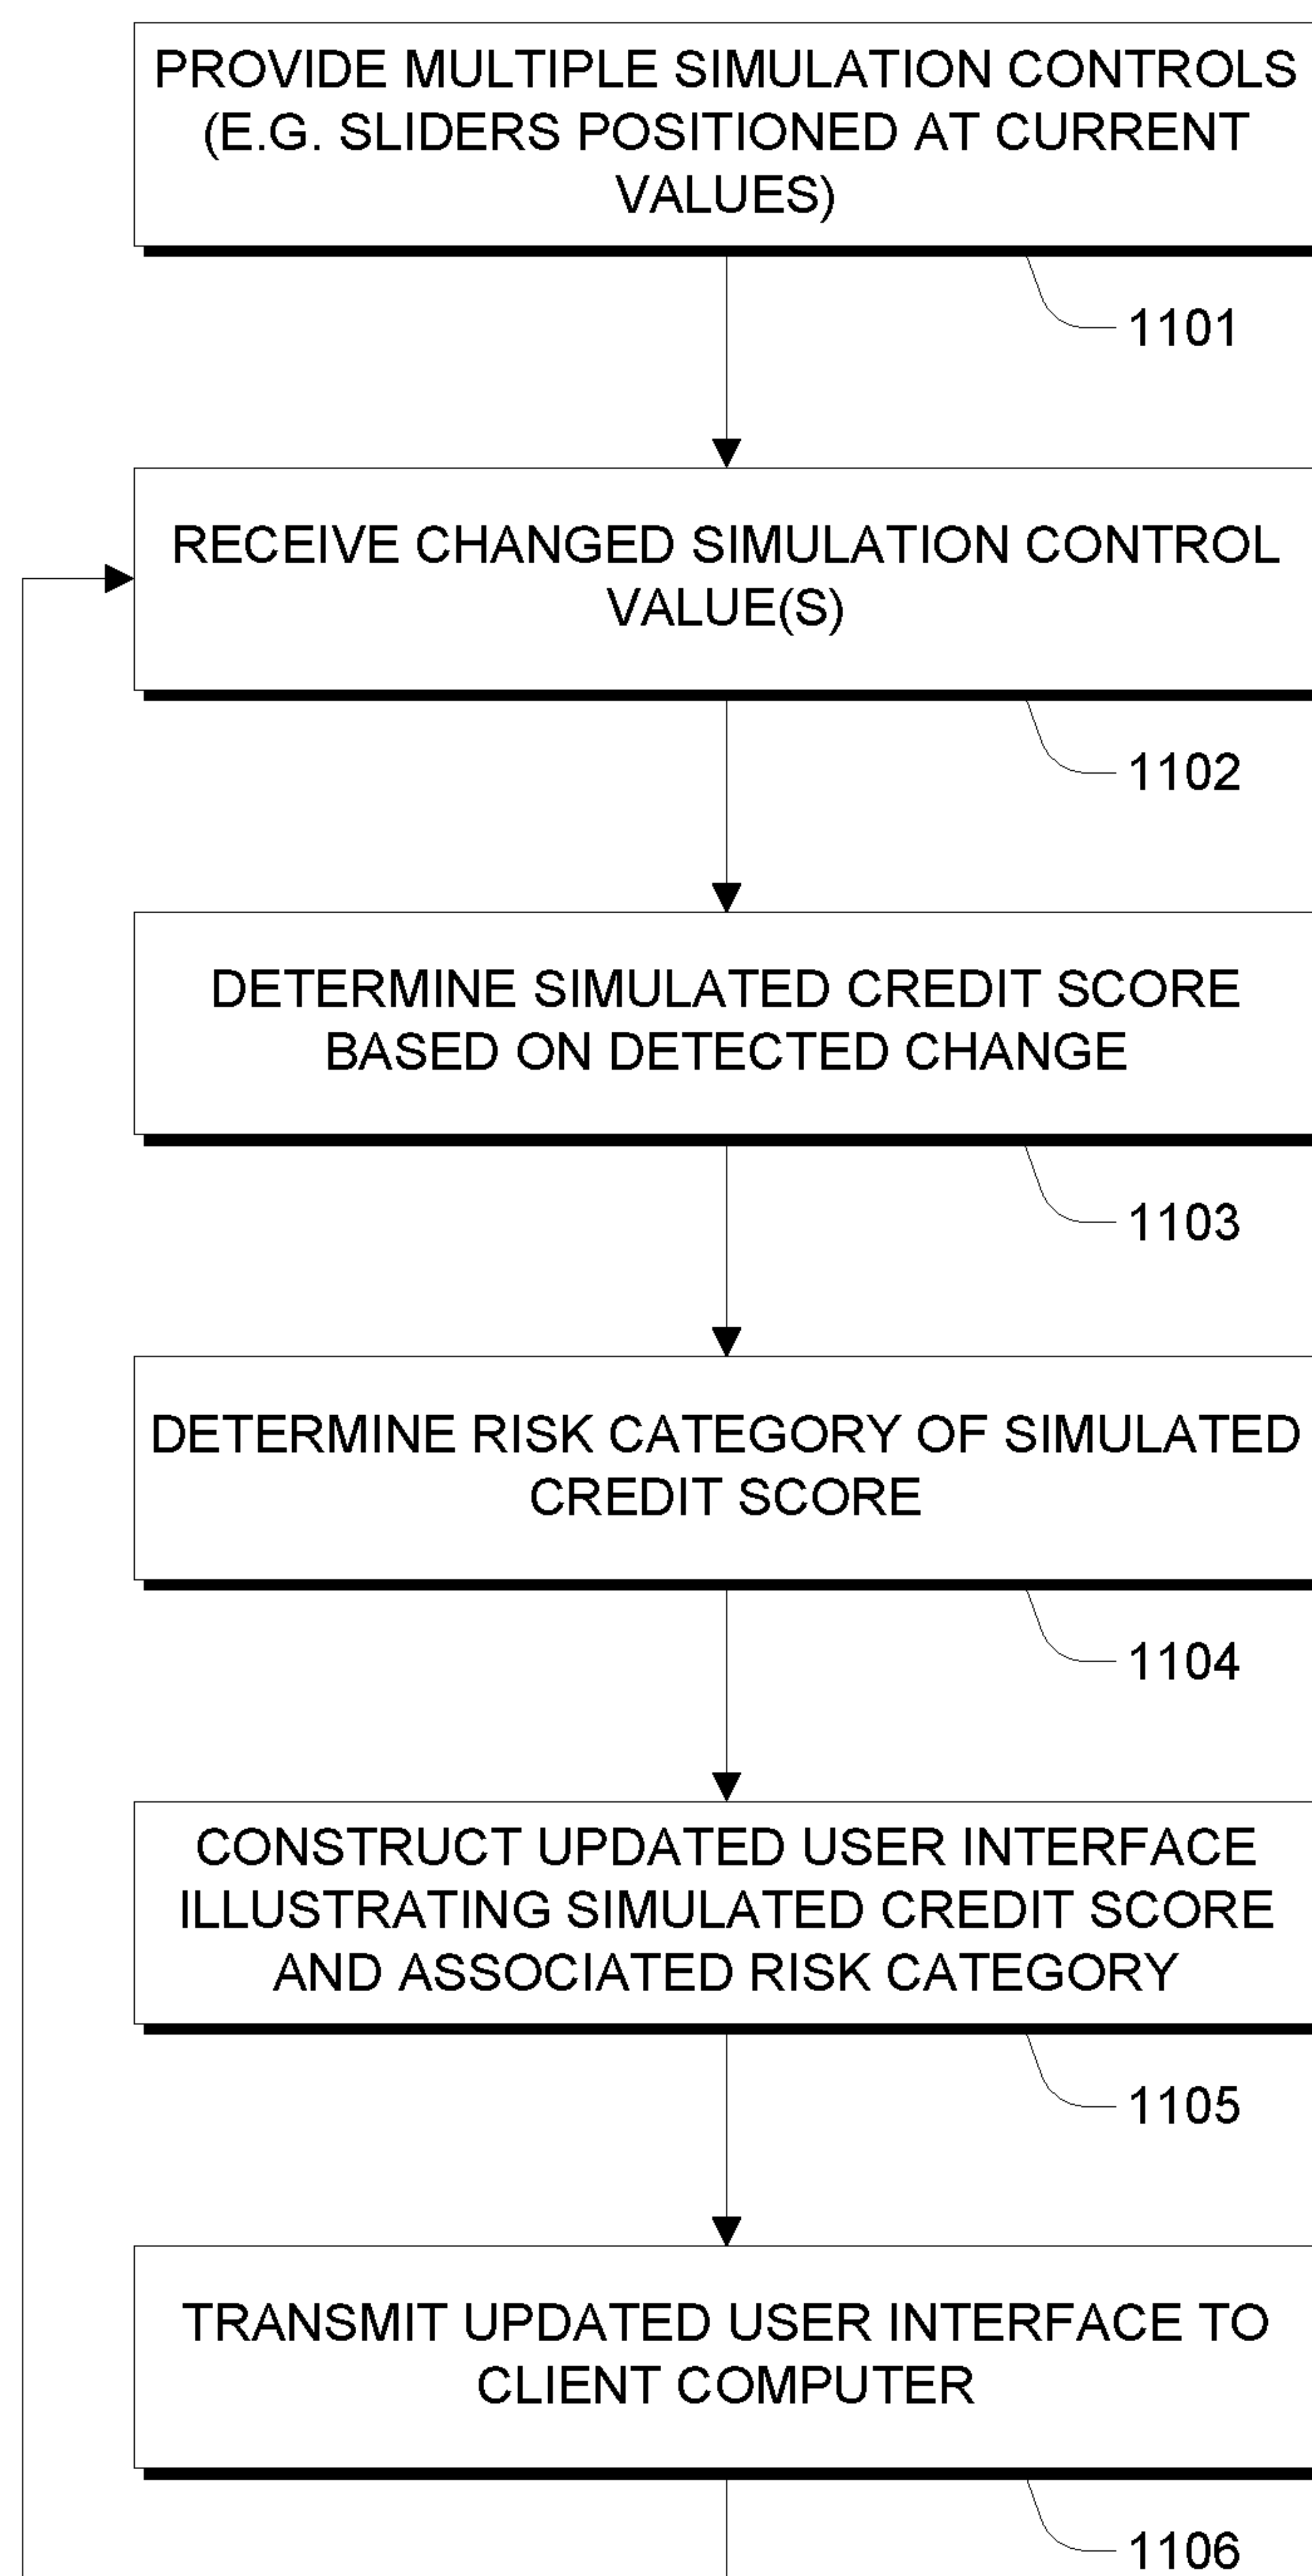 PROVIDE MULTIPLE SIMULATION CONTROLS
(E.G. SLIDERS POSITIONED AT CURRENT
VALUES)
1101
RECEIVE CHANGED SIMULATION CONTROL
VALUE(S)
1102
DETERMINE SIMULATED CREDIT SCORE
BASED ON DETECTED CHANGE
1103
DETERMINE RISK CATEGORY OF SIMULATED
CREDIT SCORE
1104
CONSTRUCT UPDATED USER INTERFACE
ILLUSTRATING SIMULATED CREDIT SCORE
AND ASSOCIATED RISK CATEGORY
1105
TRANSMIT UPDATED USER INTERFACE TO
CLIENT COMPUTER
1106